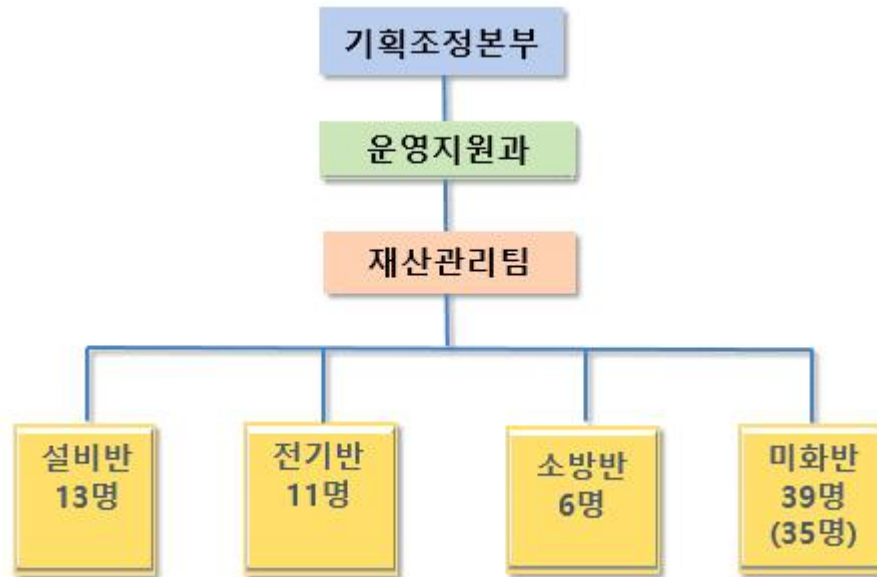 기획조정본부
운영지원과
재산관리팀
설비반
13명
전기반
11명
소방반
6명
미화반
39명
(35명)